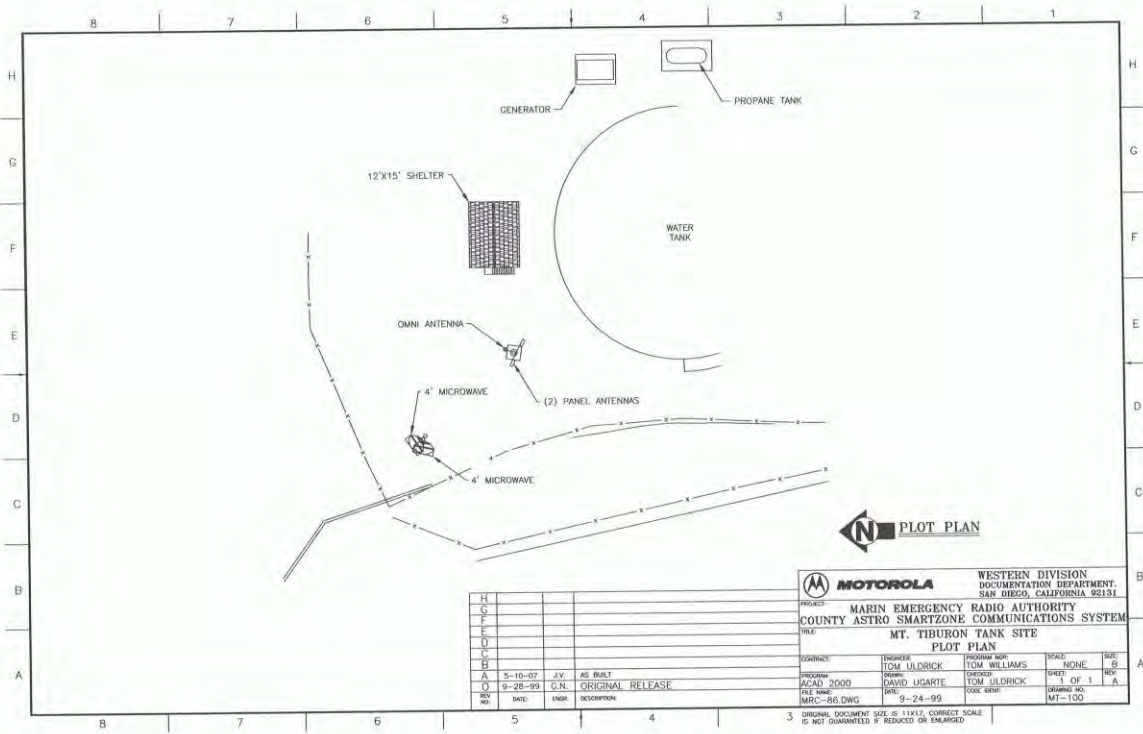 8 7 6 5 4 3 2 1
H H
G G
F F
E E
D D
C C
B B
A A
GENERATOR
PROPANE TANK
12'X15' SHELTER
WATER
TANK
OMNI ANTENNA
(2) PANEL ANTENNAS
4' MICROWAVE
4' MICROWAVE
x x x x x x x x x x x x x x x x x x x x x
N PLOT PLAN
MOTOROLA
WESTERN DIVISION
DOCUMENTATION DEPARTMENT.
SAN DIEGO, CALIFORNIA 92131
PROJECT:
MARIN EMERGENCY RADIO AUTHORITY
COUNTY ASTRO SMARTZONE COMMUNICATIONS SYSTEM
TITLE:
MT. TIBURON TANK SITE
PLOT PLAN
CONTRACT: ENGINEER: TOM ULDRICK PROGRAM MGR: TOM WILLIAMS SCALE: NONE SIZE: B
PROGRAM: ACAD 2000 DRAWN: DAVID UGARTE CHECKED: TOM ULDRICK SHEET: 1 OF 1 REV: A
FILE NAME: MRC-86.DWG DATE: 9-24-99 CODE IDENT: DRAWING NO: MT-100
H
G
F
E
D
C
B
A 5-10-07 J.V. AS BUILT
O 9-28-99 G.N. ORIGINAL RELEASE
REV NO: DATE: ENGR: DESCRIPTION:
8 7 6 5 4 3
ORIGINAL DOCUMENT SIZE IS 11X17, CORRECT SCALE
IS NOT GUARANTEED IF REDUCED OR ENLARGED